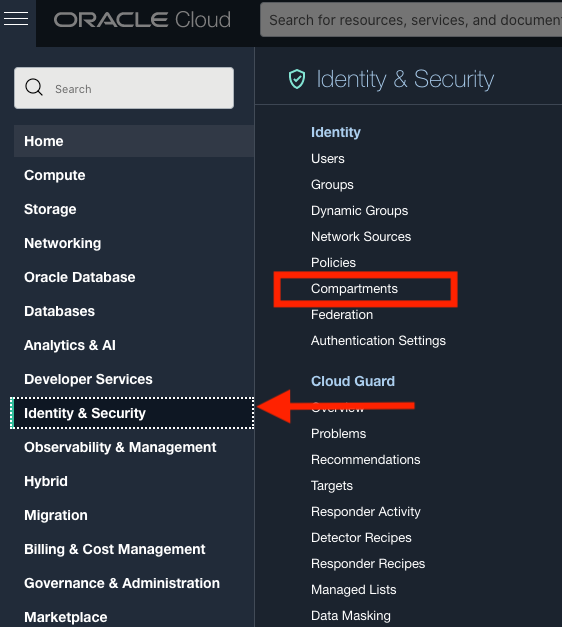 ORACLE Cloud
Search for resources, services, and documen
Search
Home
Compute
Storage
Networking
Oracle Database
Databases
Analytics & AI
Developer Services
Identity & Security
Observability & Management
Hybrid
Migration
Billing & Cost Management
Governance & Administration
Marketplace
Identity & Security
Identity
Users
Groups
Dynamic Groups
Network Sources
Policies
Compartments
Federation
Authentication Settings
Cloud Guard
Overview
Problems
Recommendations
Targets
Responder Activity
Detector Recipes
Responder Recipes
Managed Lists
Data Masking